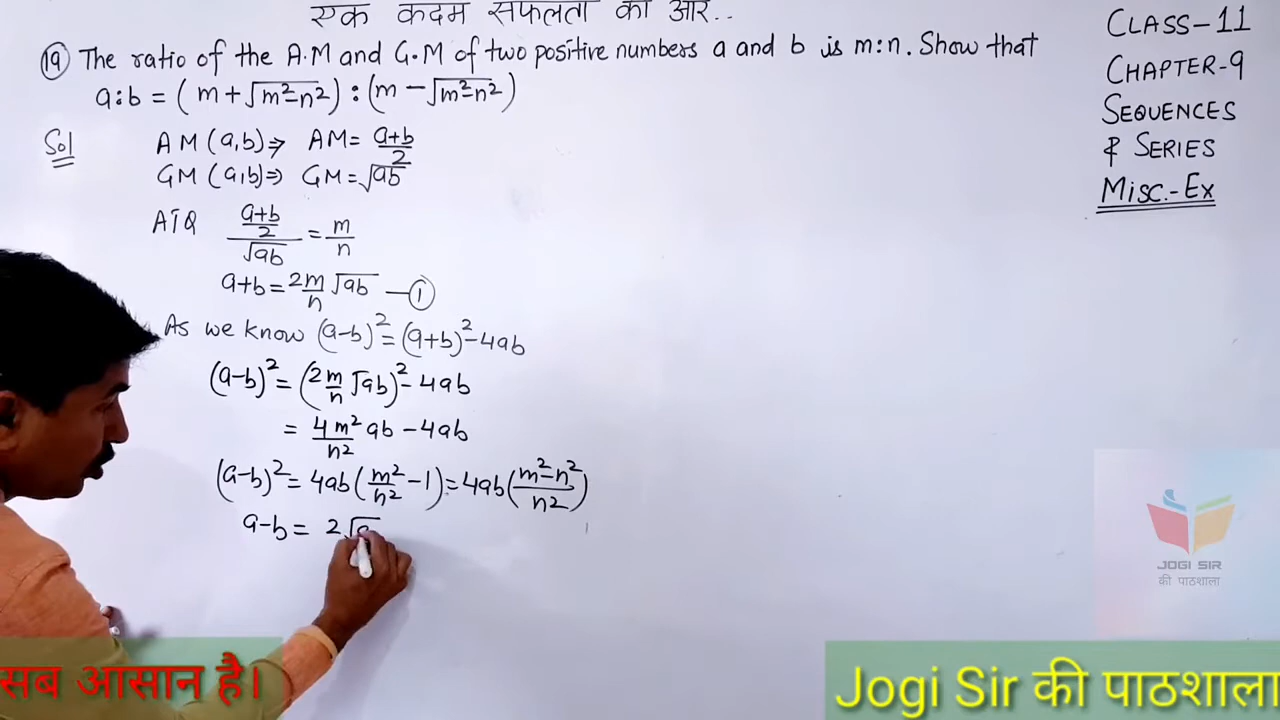 एक कदम सफलता की ओर..
(19) The ratio of the A.M and G.M of two positive numbers a and b is m:n. Show that
a:b = (m+√(m²-n²)) : (m-√(m²-n²))
Sol
AM (a,b) ⇒ AM = (a+b)/2
GM (a,b) ⇒ GM = √ab
ATQ ((a+b)/2)/√ab = m/n
a+b = 2m/n √ab — (1)
As we know (a-b)² = (a+b)² - 4ab
(a-b)² = (2m/n √ab)² - 4ab
= 4m²/n² ab - 4ab
(a-b)² = 4ab (m²/n² - 1) = 4ab ((m²-n²)/n²)
a-b = 2√a
CLASS-11
CHAPTER-9
SEQUENCES
& SERIES
MISC.-EX
JOGI SIR
की पाठशाला
सब आसान है।
Jogi Sir की पाठशाला